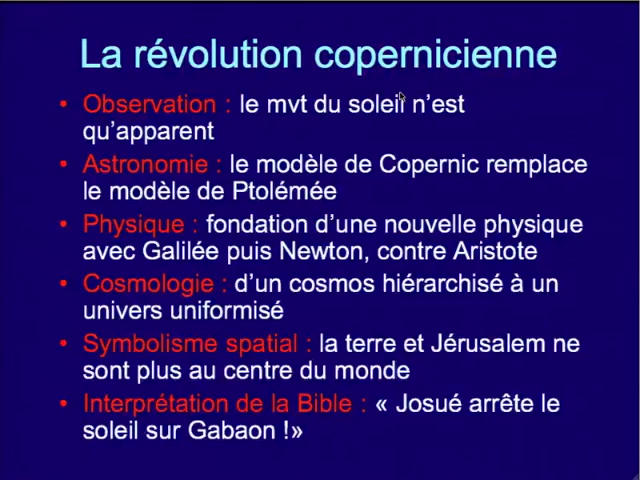 La révolution copernicienne
• Observation : le mvt du soleil n’est
qu’apparent
• Astronomie : le modèle de Copernic remplace
le modèle de Ptolémée
• Physique : fondation d’une nouvelle physique
avec Galilée puis Newton, contre Aristote
• Cosmologie : d’un cosmos hiérarchisé à un
univers uniformisé
• Symbolisme spatial : la terre et Jérusalem ne
sont plus au centre du monde
• Interprétation de la Bible : « Josué arrête le
soleil sur Gabaon !»